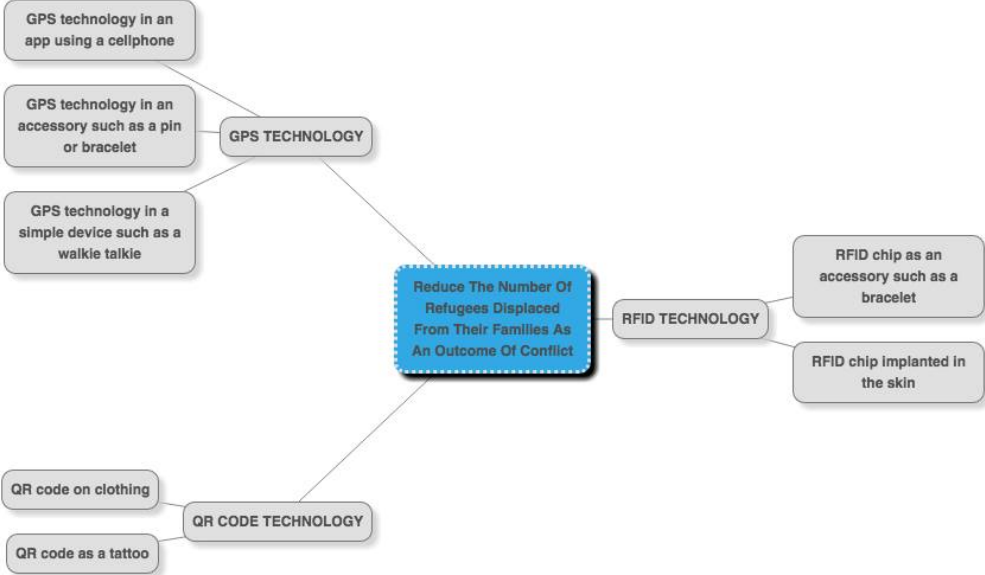 GPS technology in an
app using a cellphone
GPS technology in an
accessory such as a pin
or bracelet
GPS TECHNOLOGY
GPS technology in a
simple device such as a
walkie talkie
Reduce The Number Of
Refugees Displaced
From Their Families As
An Outcome Of Conflict
RFID TECHNOLOGY
RFID chip as an
accessory such as a
bracelet
RFID chip implanted in
the skin
QR code on clothing
QR CODE TECHNOLOGY
QR code as a tattoo